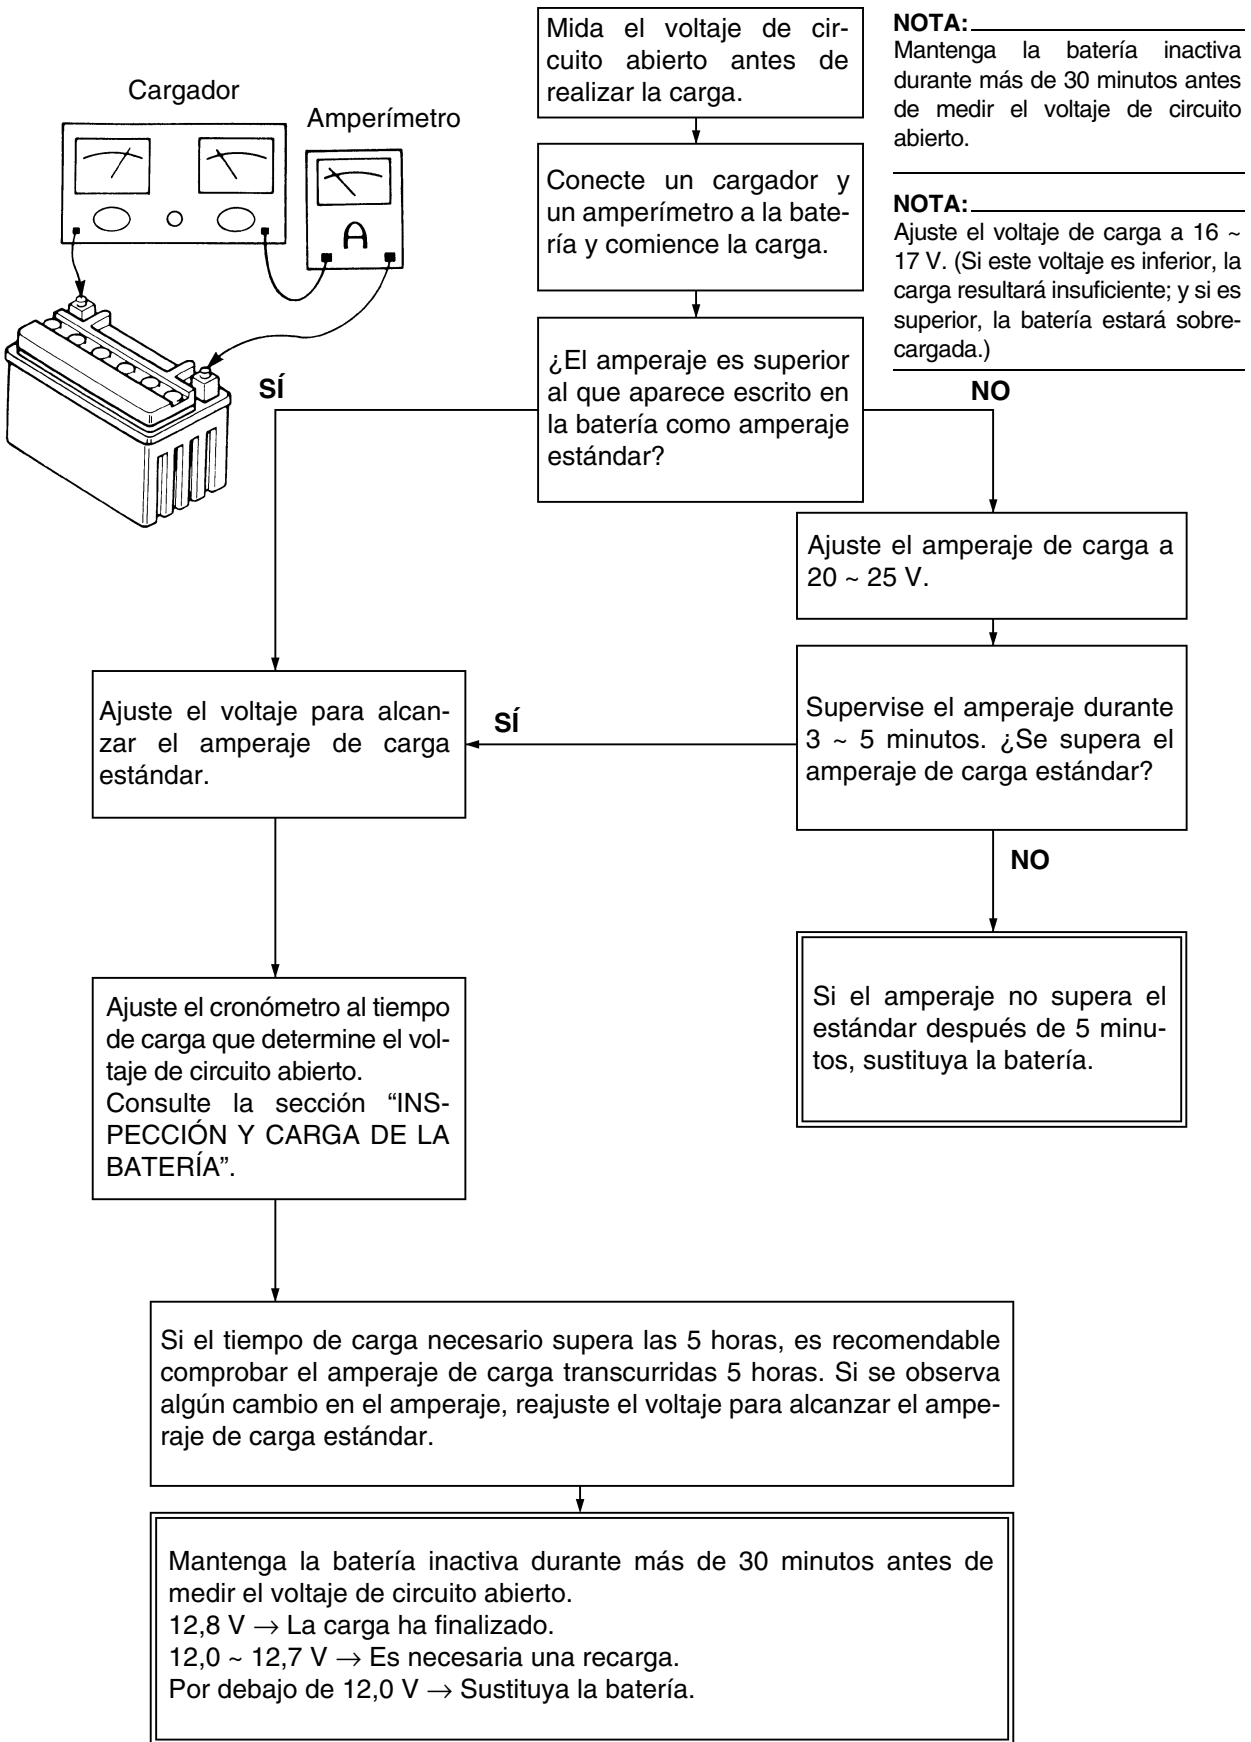 Cargador
Amperímetro
A
Mida el voltaje de cir-
cuito abierto antes de
realizar la carga.
NOTA:
Mantenga la batería inactiva
durante más de 30 minutos antes
de medir el voltaje de circuito
abierto.
Conecte un cargador y
un amperímetro a la bate-
ría y comience la carga.
NOTA:
Ajuste el voltaje de carga a 16 ~
17 V. (Si este voltaje es inferior, la
carga resultará insuficiente; y si es
superior, la batería estará sobre-
cargada.)
¿El amperaje es superior
al que aparece escrito en
la batería como amperaje
estándar?
SÍ
NO
Ajuste el amperaje de carga a
20 ~ 25 V.
Supervise el amperaje durante
3 ~ 5 minutos. ¿Se supera el
amperaje de carga estándar?
SÍ
Ajuste el voltaje para alcan-
zar el amperaje de carga
estándar.
NO
Si el amperaje no supera el
estándar después de 5 minu-
tos, sustituya la batería.
Ajuste el cronómetro al tiempo
de carga que determine el vol-
taje de circuito abierto.
Consulte la sección “INS-
PECCIÓN Y CARGA DE LA
BATERÍA”.
Si el tiempo de carga necesario supera las 5 horas, es recomendable
comprobar el amperaje de carga transcurridas 5 horas. Si se observa
algún cambio en el amperaje, reajuste el voltaje para alcanzar el ampe-
raje de carga estándar.
Mantenga la batería inactiva durante más de 30 minutos antes de
medir el voltaje de circuito abierto.
12,8 V → La carga ha finalizado.
12,0 ~ 12,7 V → Es necesaria una recarga.
Por debajo de 12,0 V → Sustituya la batería.